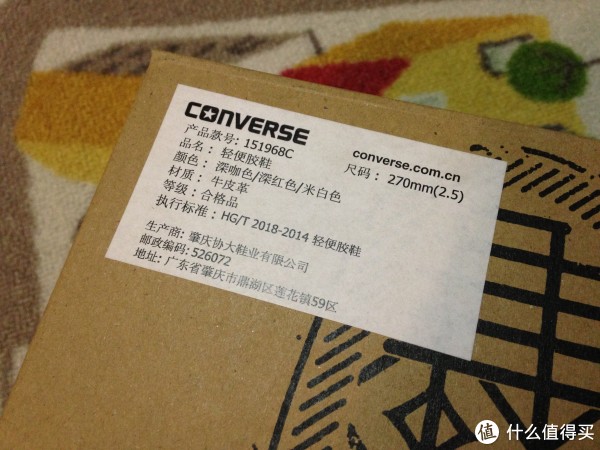 CONVERSE
converse.com.cn
产品款号: 151968C
品名: 轻便胶鞋
尺码: 270mm(2.5)
颜色: 深咖色/深红色/米白色
材质: 牛皮革
等级: 合格品
执行标准: HG/T 2018-2014 轻便胶鞋
生产商: 肇庆协大鞋业有限公司
邮政编码: 526072
地址: 广东省肇庆市鼎湖区莲花镇59区
值 什么值得买